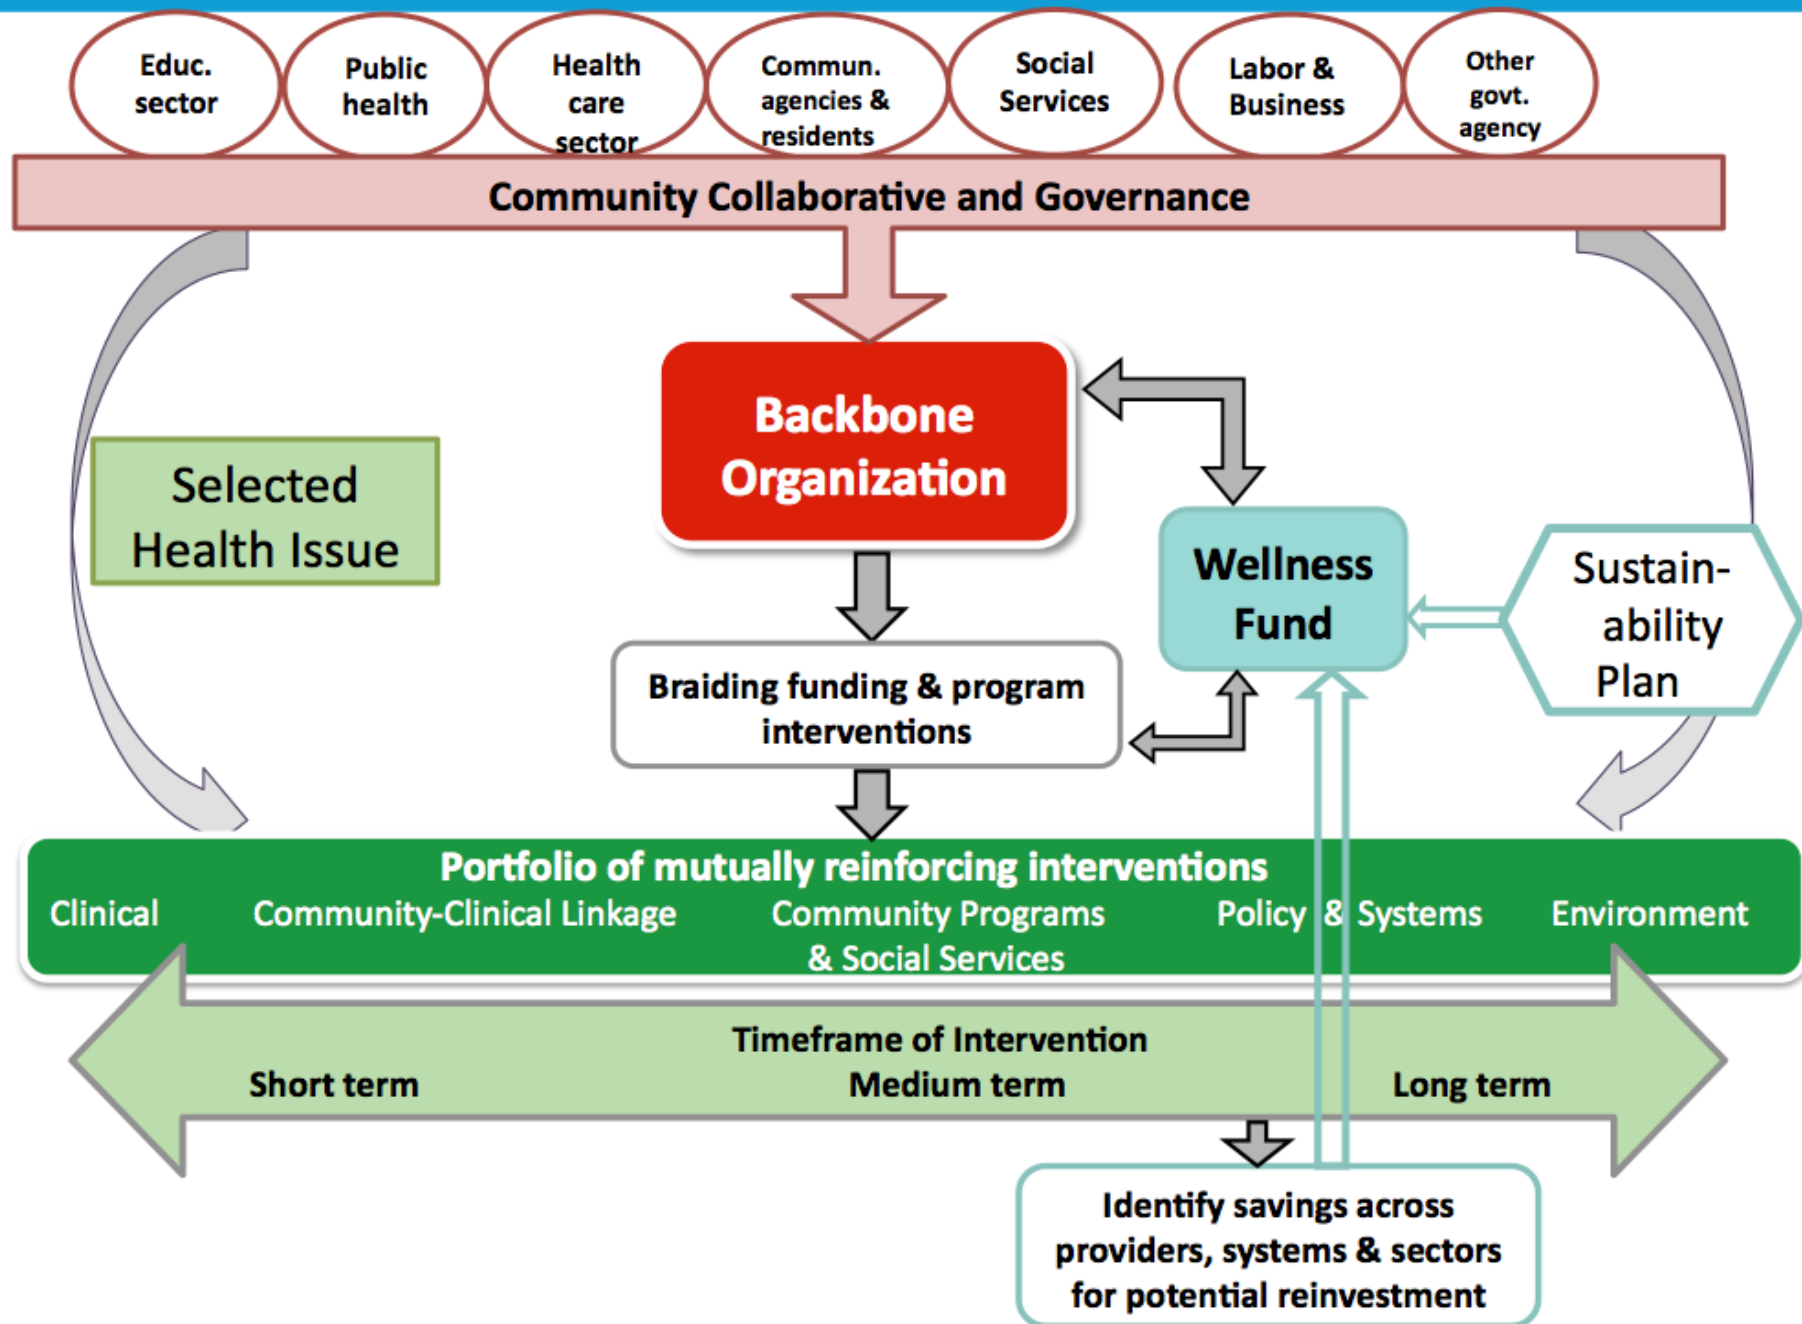 Educ.
sector
Public
health
Health
care
sector
Commun.
agencies &
residents
Social
Services
Labor &
Business
Other
govt.
agency
Community Collaborative and Governance
Backbone
Organization
Selected
Health Issue
Wellness
Fund
Sustain-
ability
Plan
Braiding funding & program
interventions
Portfolio of mutually reinforcing interventions
Clinical
Community-Clinical Linkage
Community Programs
& Social Services
Policy & Systems
Environment
Timeframe of Intervention
Short term
Medium term
Long term
Identify savings across
providers, systems & sectors
for potential reinvestment